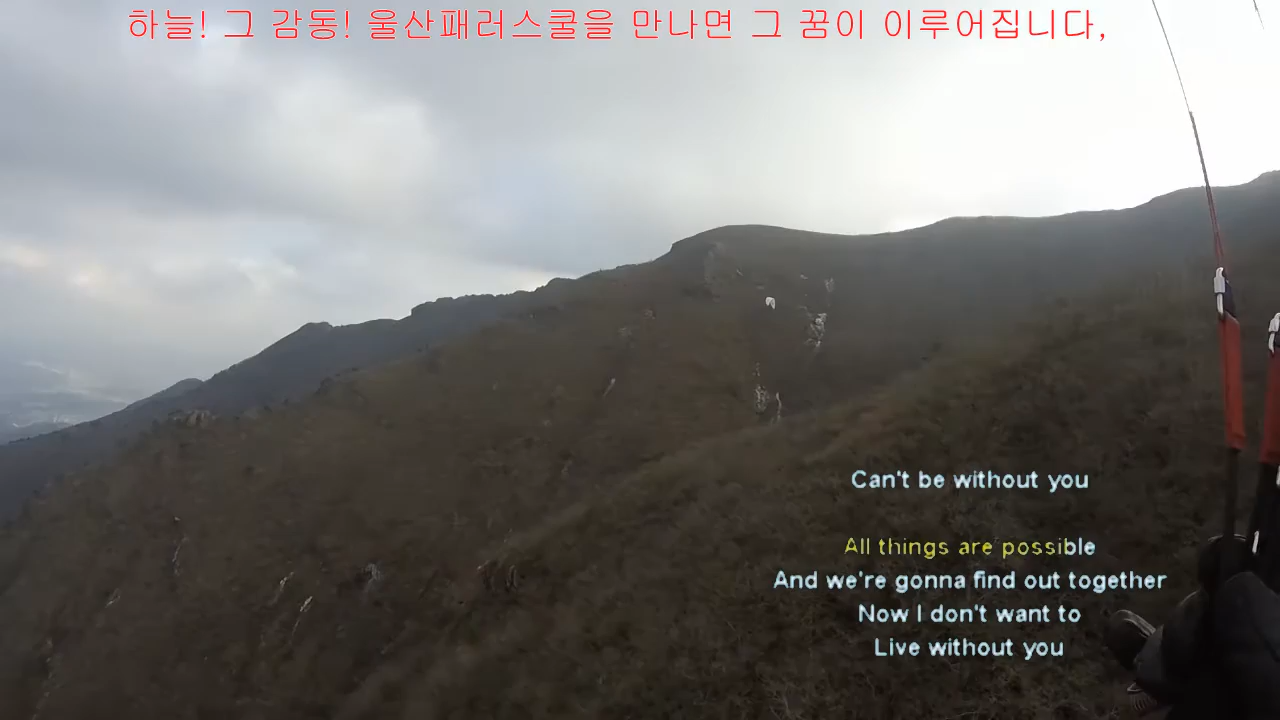 하늘! 그 감동! 울산패러스쿨을 만나면 그 꿈이 이루어집니다,
Can't be without you
All things are possible
And we're gonna find out together
Now I don't want to
Live without you